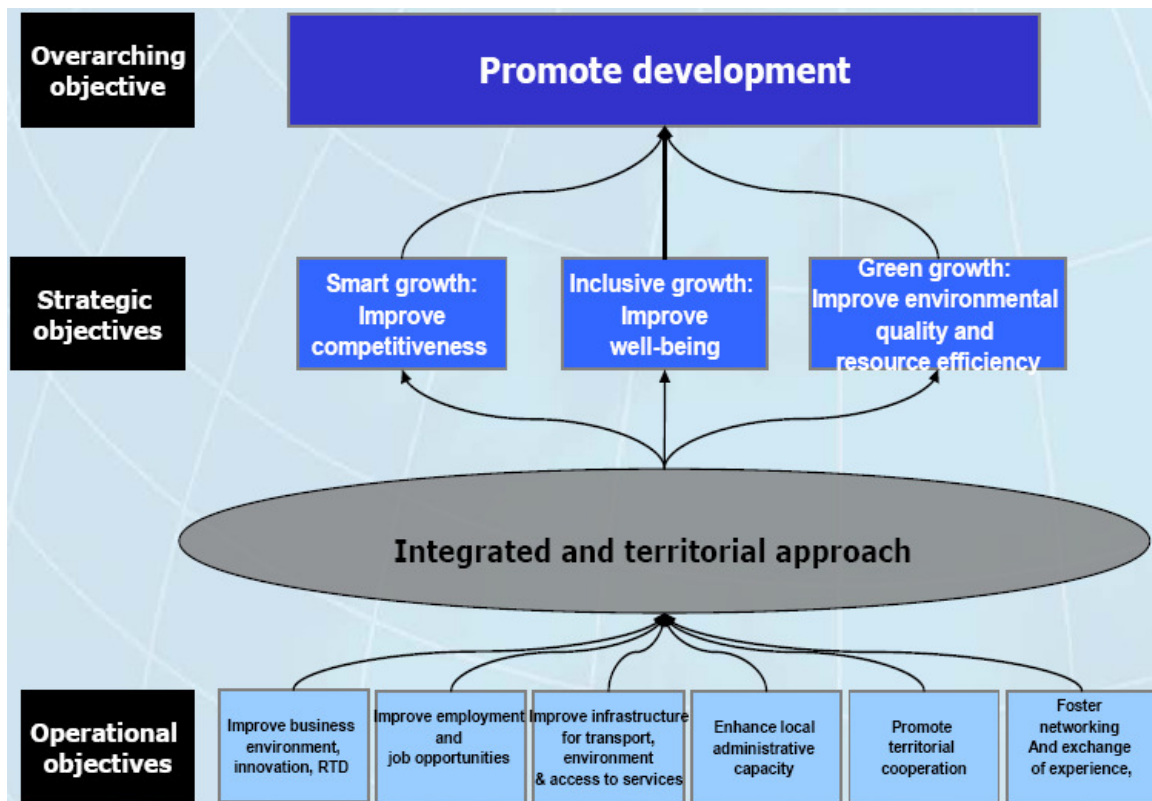 Overarching
objective
Promote development
Strategic
objectives
Smart growth:
Improve
competitiveness
Inclusive growth:
Improve
well-being
Green growth:
Improve environmental
quality and
resource efficiency
Integrated and territorial approach
Operational
objectives
Improve business
environment,
innovation, RTD
Improve employment
and
job opportunities
Improve infrastructure
for transport,
environment
& access to services
Enhance local
administrative
capacity
Promote
territorial
cooperation
Foster
networking
And exchange
of experience,